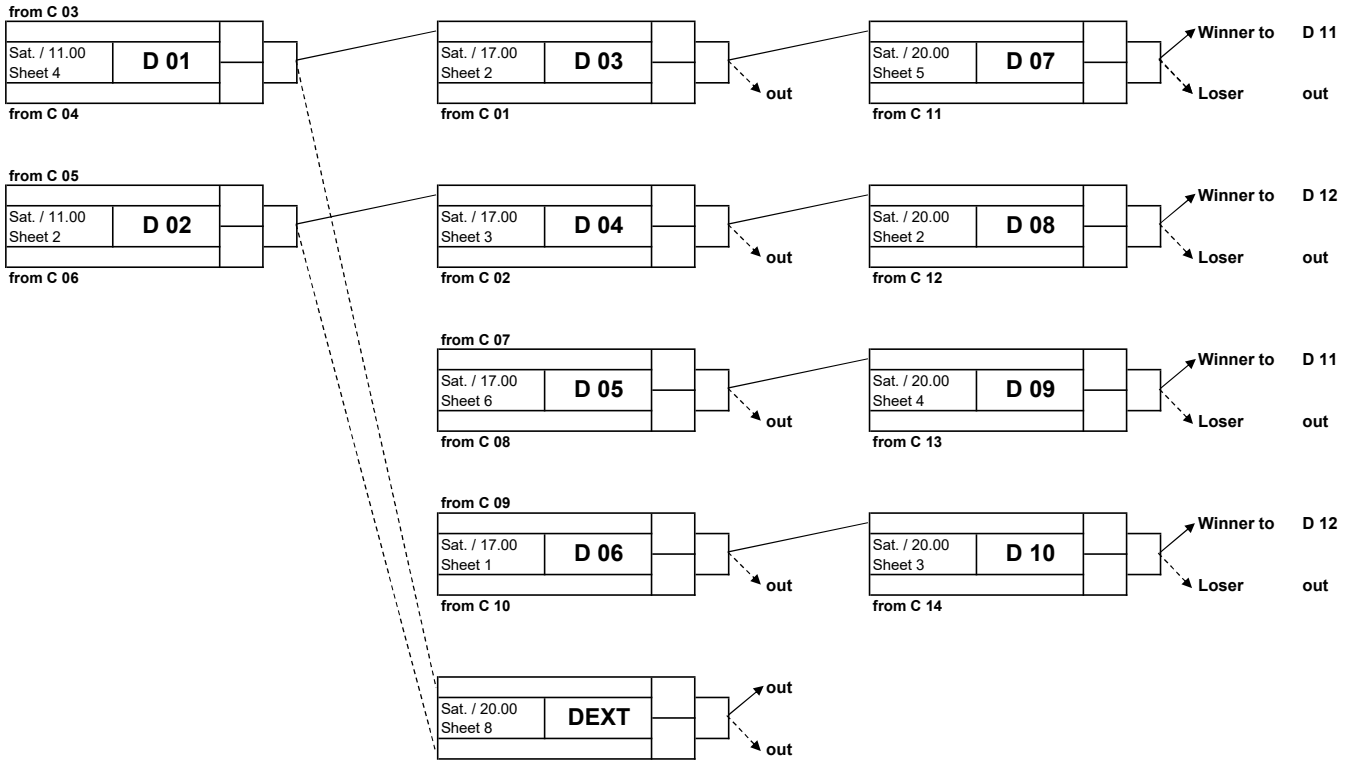 from C 03
Sat. / 11.00
Sheet 4
D 01
from C 04
Sat. / 17.00
Sheet 2
D 03
out
from C 01
Sat. / 20.00
Sheet 5
D 07
Winner to D 11
Loser out
from C 11
from C 05
Sat. / 11.00
Sheet 2
D 02
from C 06
Sat. / 17.00
Sheet 3
D 04
out
from C 02
Sat. / 20.00
Sheet 2
D 08
Winner to D 12
Loser out
from C 12
from C 07
Sat. / 17.00
Sheet 6
D 05
out
from C 08
Sat. / 20.00
Sheet 4
D 09
Winner to D 11
Loser out
from C 13
from C 09
Sat. / 17.00
Sheet 1
D 06
out
from C 10
Sat. / 20.00
Sheet 3
D 10
Winner to D 12
Loser out
from C 14
Sat. / 20.00
Sheet 8
DEXT
out
out